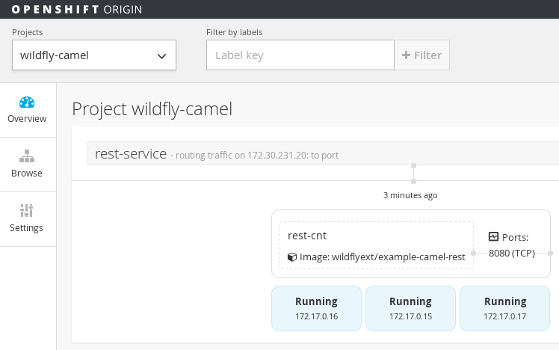 OPENSHIFT ORIGIN
Projects
Filter by labels
wildfly-camel
Label key
+ Filter
Overview
Browse
Settings
Project wildfly-camel
rest-service - routing traffic on 172.30.231.20: to port
3 minutes ago
rest-cnt
Image: wildflyext/example-camel-rest
Ports:
8080 (TCP)
Running
172.17.0.16
Running
172.17.0.15
Running
172.17.0.17